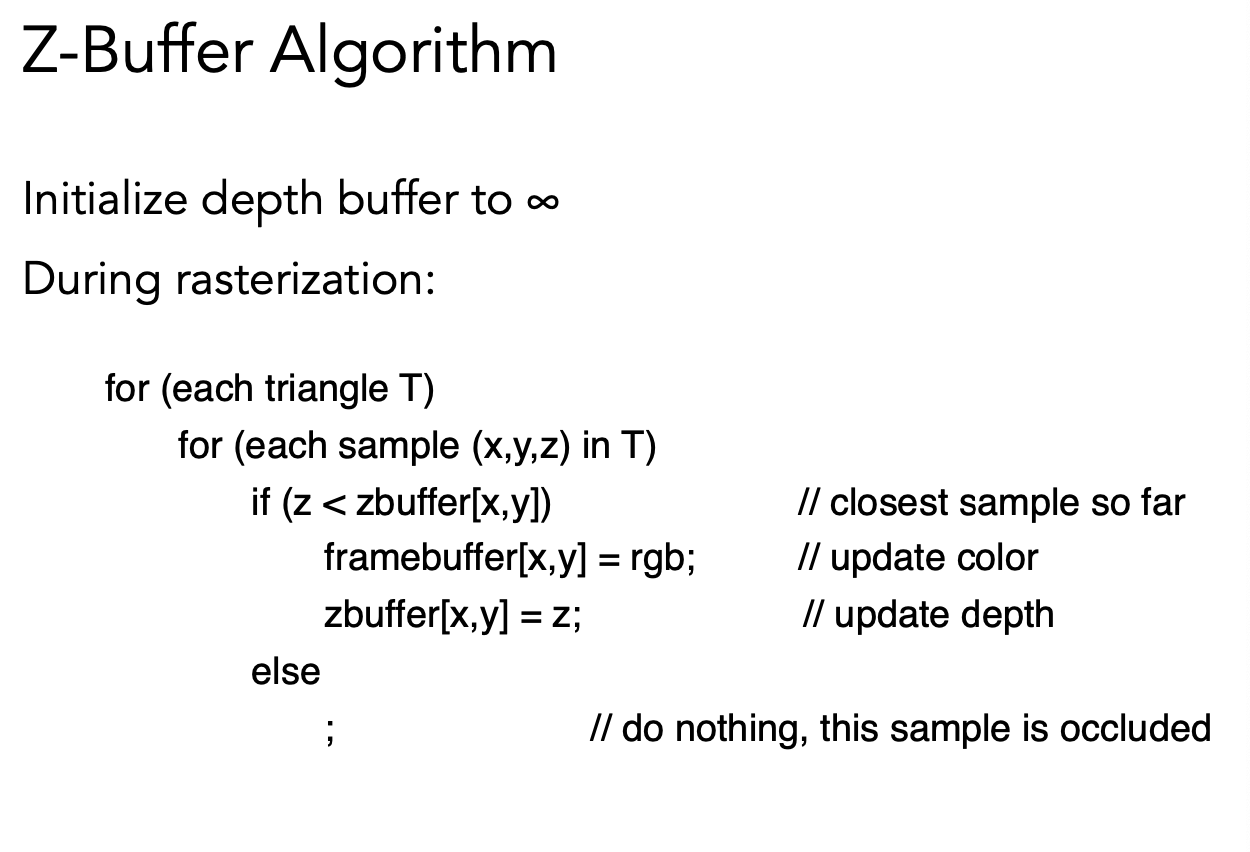 Z-Buffer Algorithm
Initialize depth buffer to ∞
During rasterization:
for (each triangle T)
for (each sample (x,y,z) in T)
if (z < zbuffer[x,y]) // closest sample so far
framebuffer[x,y] = rgb; // update color
zbuffer[x,y] = z; // update depth
else
; // do nothing, this sample is occluded